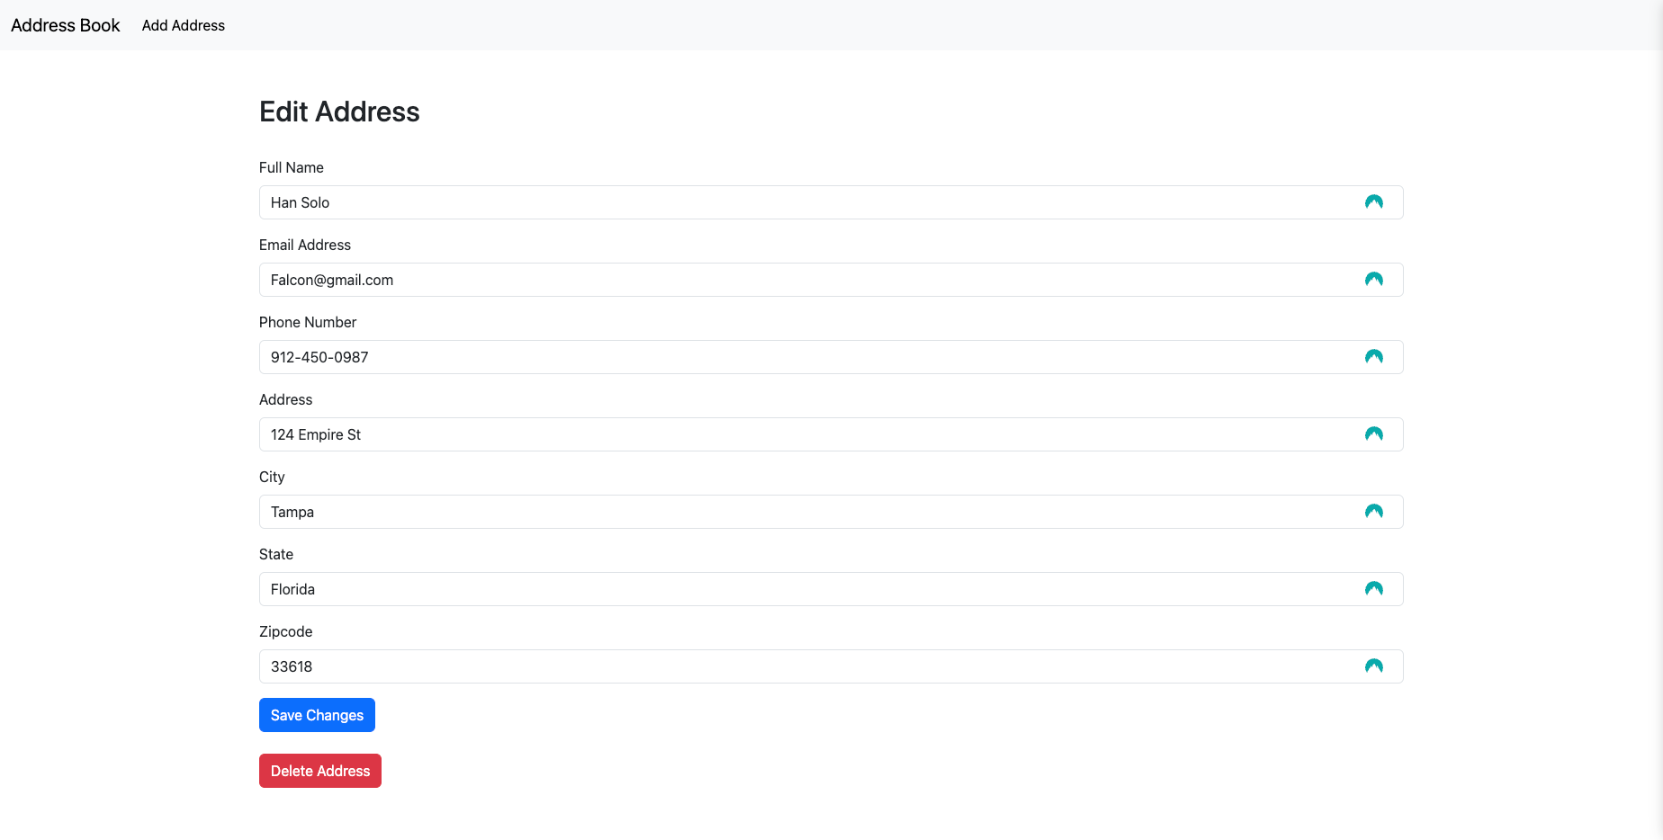 Address Book Add Address
Edit Address
Full Name
Han Solo
Email Address
Falcon@gmail.com
Phone Number
912-450-0987
Address
124 Empire St
City
Tampa
State
Florida
Zipcode
33618
Save Changes
Delete Address